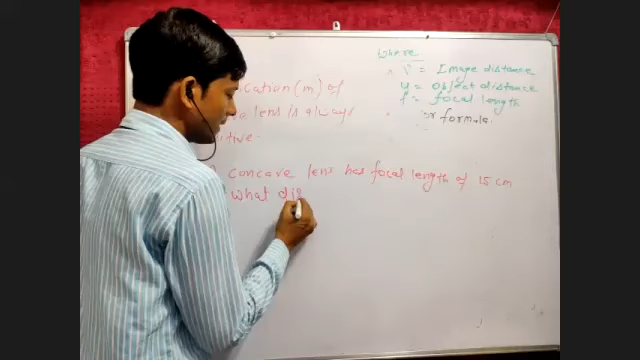 where
v = Image distance
u = object distance
f = focal length
or formula.
cation (m) of
lens is always
itive.
concave lens has focal length of 15 cm
what dis